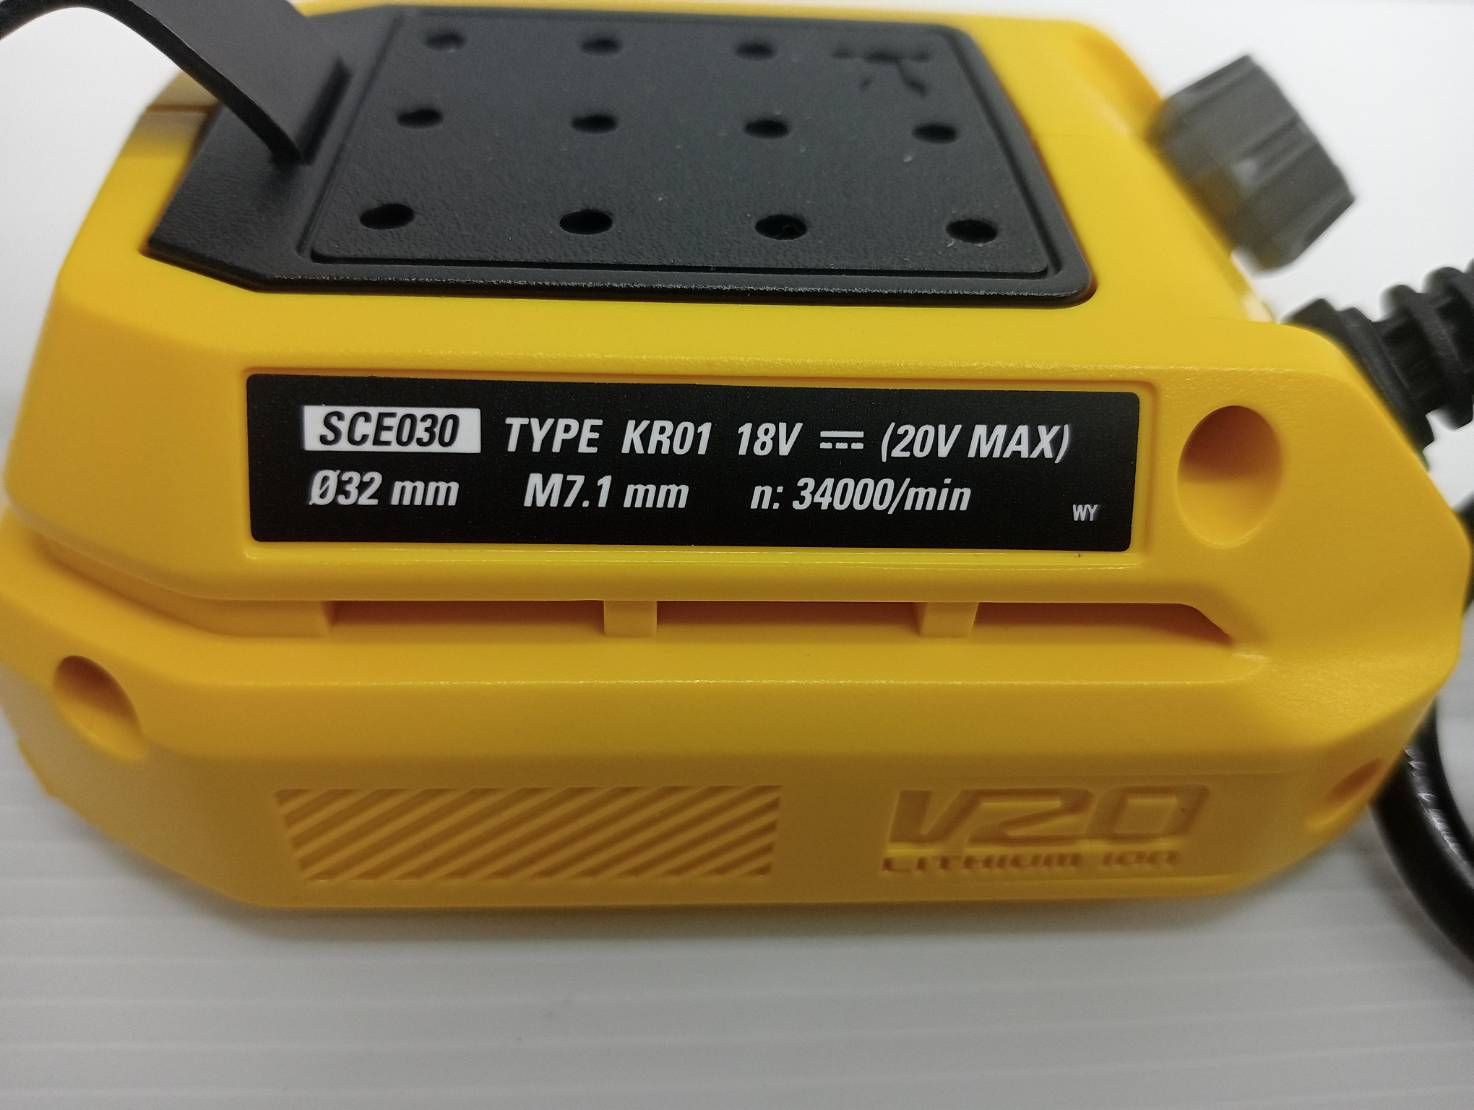 SCE030 TYPE KR01 18V ⎓ (20V MAX)
Ø32 mm M7.1 mm n: 34000/min
WY
V20
LITHIUM ION